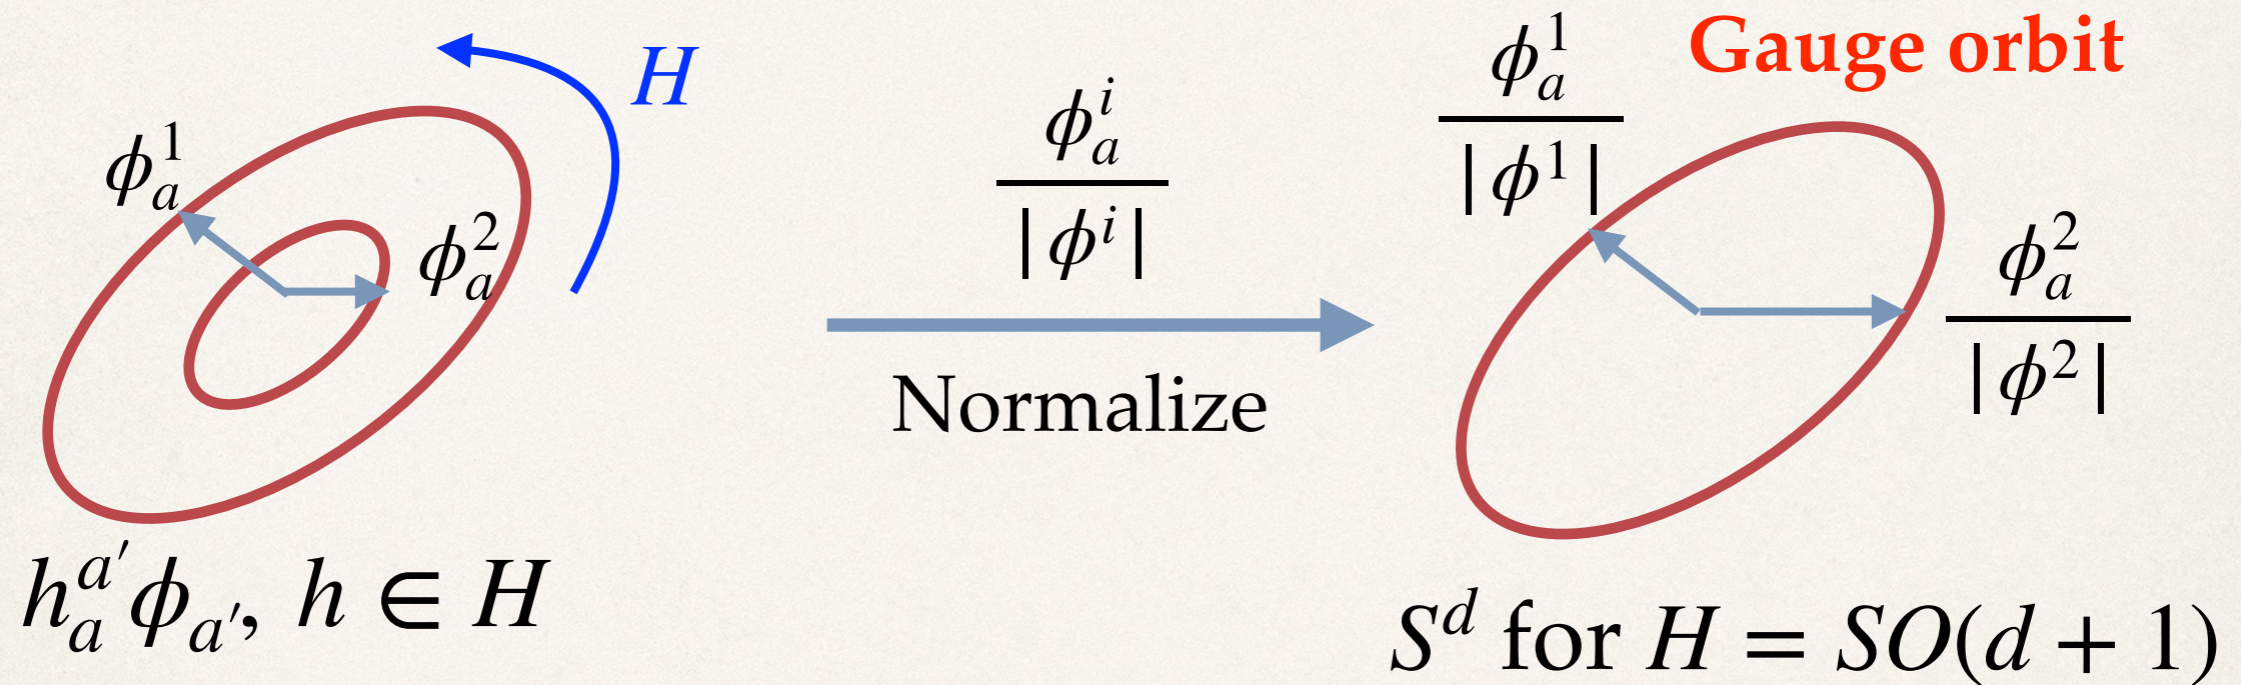 ϕ_a^1
ϕ_a^2
H
h_a^{a′} ϕ_{a′}, h ∈ H
ϕ_a^i / |ϕ^i|
Normalize
ϕ_a^1 / |ϕ^1|
Gauge orbit
ϕ_a^2 / |ϕ^2|
S^d for H = SO(d + 1)